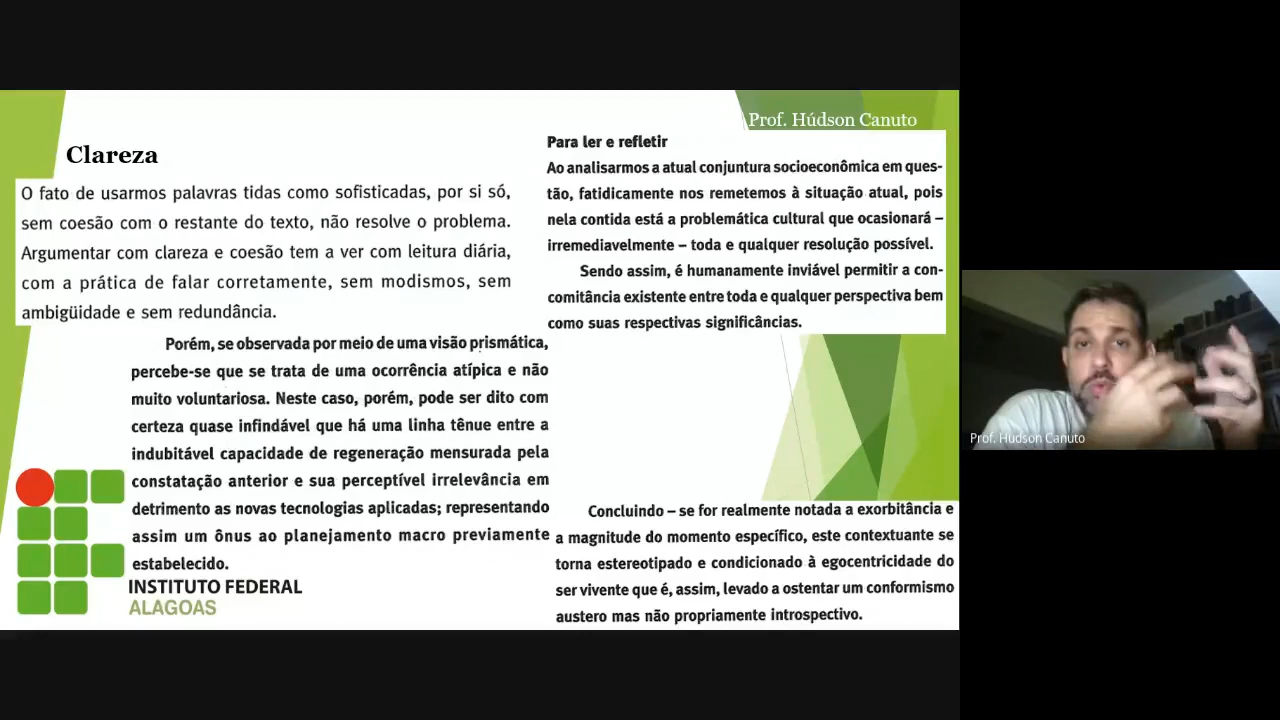 Prof. Húdson Canuto
Clareza
O fato de usarmos palavras tidas como sofisticadas, por si só,
sem coesão com o restante do texto, não resolve o problema.
Argumentar com clareza e coesão tem a ver com leitura diária,
com a prática de falar corretamente, sem modismos, sem
ambigüidade e sem redundância.
Para ler e refletir
Ao analisarmos a atual conjuntura socioeconômica em ques-
tão, fatidicamente nos remetemos à situação atual, pois
nela contida está a problemática cultural que ocasionará –
irremediavelmente – toda e qualquer resolução possível.
Sendo assim, é humanamente inviável permitir a con-
comitância existente entre toda e qualquer perspectiva bem
como suas respectivas significâncias.
Porém, se observada por meio de uma visão prismática,
percebe-se que se trata de uma ocorrência atípica e não
muito voluntariosa. Neste caso, porém, pode ser dito com
certeza quase infindável que há uma linha tênue entre a
indubitável capacidade de regeneração mensurada pela
constatação anterior e sua perceptível irrelevância em
detrimento as novas tecnologias aplicadas; representando
assim um ônus ao planejamento macro previamente
estabelecido.
Concluindo – se for realmente notada a exorbitância e
a magnitude do momento específico, este contextuante se
torna estereotipado e condicionado à egocentricidade do
ser vivente que é, assim, levado a ostentar um conformismo
austero mas não propriamente introspectivo.
INSTITUTO FEDERAL
ALAGOAS
Prof. Hudson Canuto